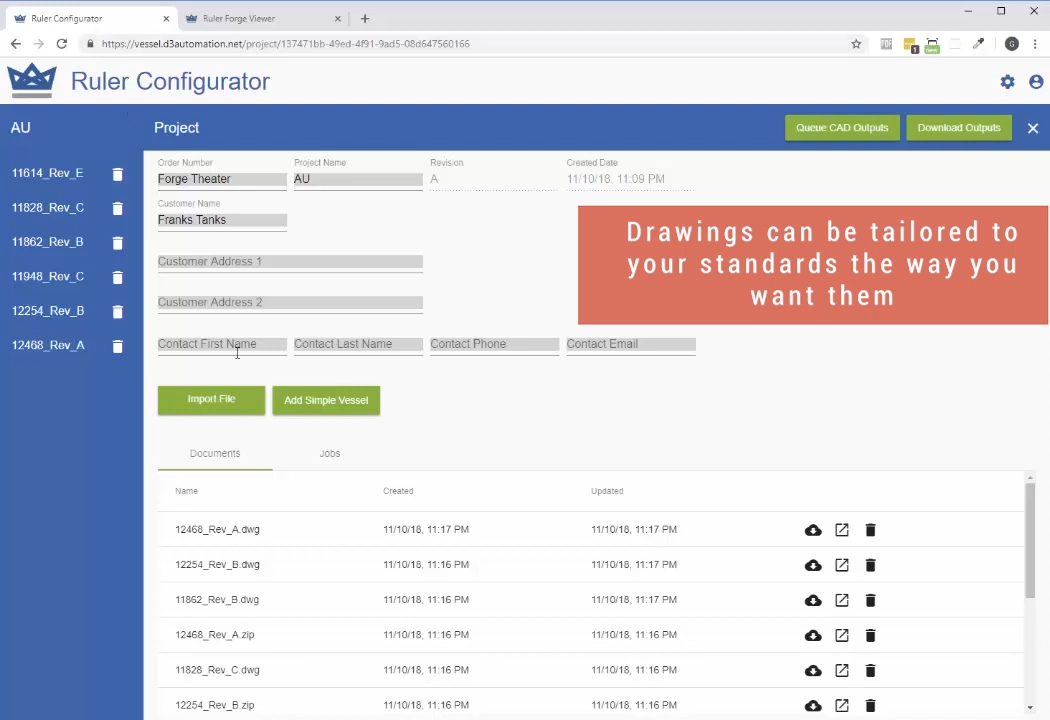 Ruler Configurator
Ruler Forge Viewer
https://vessel.d3automation.net/project/137471bb-49ed-4f91-9ad5-08d647560166
1
new
G
Ruler Configurator
AU
Project
Queue CAD Outputs
Download Outputs
11614_Rev_E
11828_Rev_C
11862_Rev_B
11948_Rev_C
12254_Rev_B
12468_Rev_A
Order Number Project Name Revision Created Date
Forge Theater AU A 11/10/18, 11:09 PM
Customer Name
Franks Tanks
Customer Address 1
Customer Address 2
Contact First Name Contact Last Name Contact Phone Contact Email
Drawings can be tailored to
your standards the way you
want them
Import File Add Simple Vessel
Documents Jobs
Name Created Updated
12468_Rev_A.dwg 11/10/18, 11:17 PM 11/10/18, 11:17 PM
12254_Rev_B.dwg 11/10/18, 11:16 PM 11/10/18, 11:17 PM
11862_Rev_B.dwg 11/10/18, 11:16 PM 11/10/18, 11:16 PM
12468_Rev_A.zip 11/10/18, 11:16 PM 11/10/18, 11:16 PM
11828_Rev_C.dwg 11/10/18, 11:16 PM 11/10/18, 11:16 PM
12254_Rev_B.zip 11/10/18, 11:16 PM 11/10/18, 11:16 PM